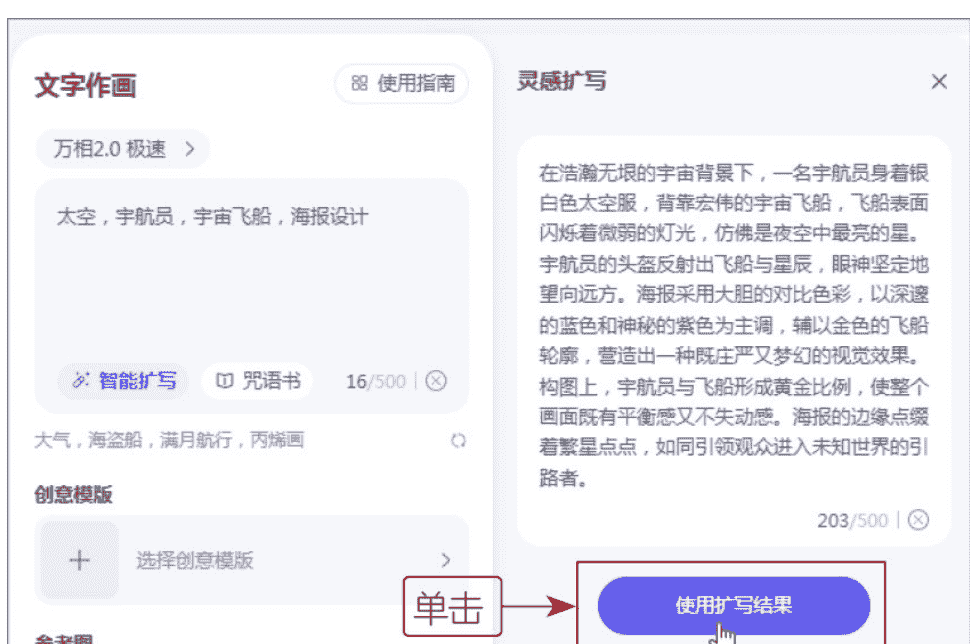 文字作画
使用指南
万相2.0 极速
太空，宇航员，宇宙飞船，海报设计
智能扩写
咒语书
16/500
大气，海盗船，满月航行，丙烯画
创意模版
选择创意模版
参考图
灵感扩写
在浩瀚无垠的宇宙背景下，一名宇航员身着银
白色太空服，背靠宏伟的宇宙飞船，飞船表面
闪烁着微弱的灯光，仿佛是夜空中最亮的星。
宇航员的头盔反射出飞船与星辰，眼神坚定地
望向远方。海报采用大胆的对比色彩，以深邃
的蓝色和神秘的紫色为主调，辅以金色的飞船
轮廓，营造出一种既庄严又梦幻的视觉效果。
构图上，宇航员与飞船形成黄金比例，使整个
画面既有平衡感又不失动感。海报的边缘点缀
着繁星点点，如同引领观众进入未知世界的引
路者。
203/500
单击
使用扩写结果